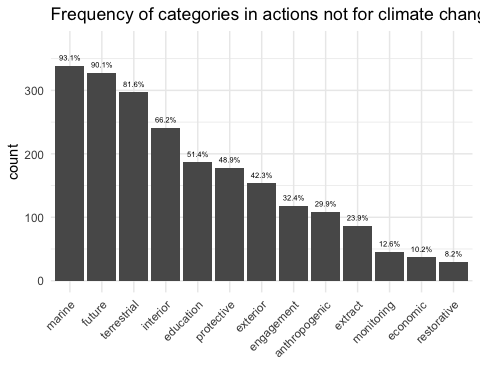 Frequency of categories in actions not for climate chang
count
300
200
100
0
93.1%
90.1%
81.6%
66.2%
51.4%
48.9%
42.3%
32.4%
29.9%
23.9%
12.6%
10.2%
8.2%
marine
future
terrestrial
interior
education
protective
exterior
engagement
anthropogenic
extract
monitoring
economic
restorative